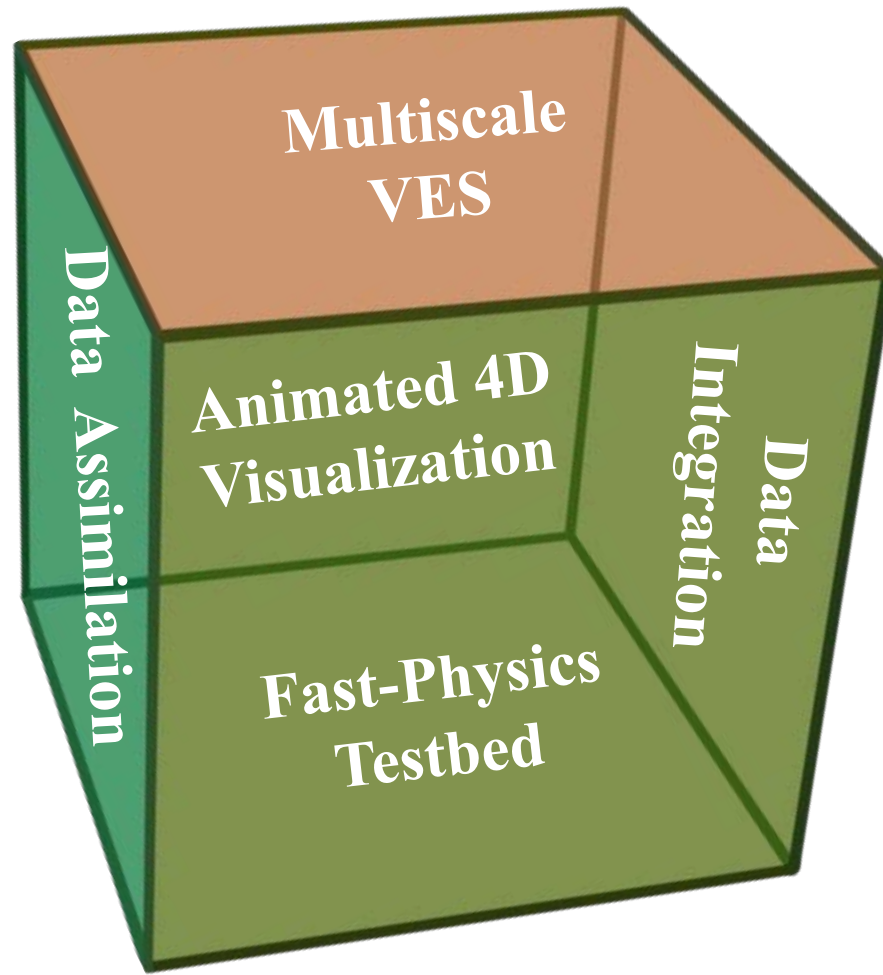 Multiscale
VES
Data Assimilation
Animated 4D
Visualization
Data
Integration
Fast-Physics
Testbed